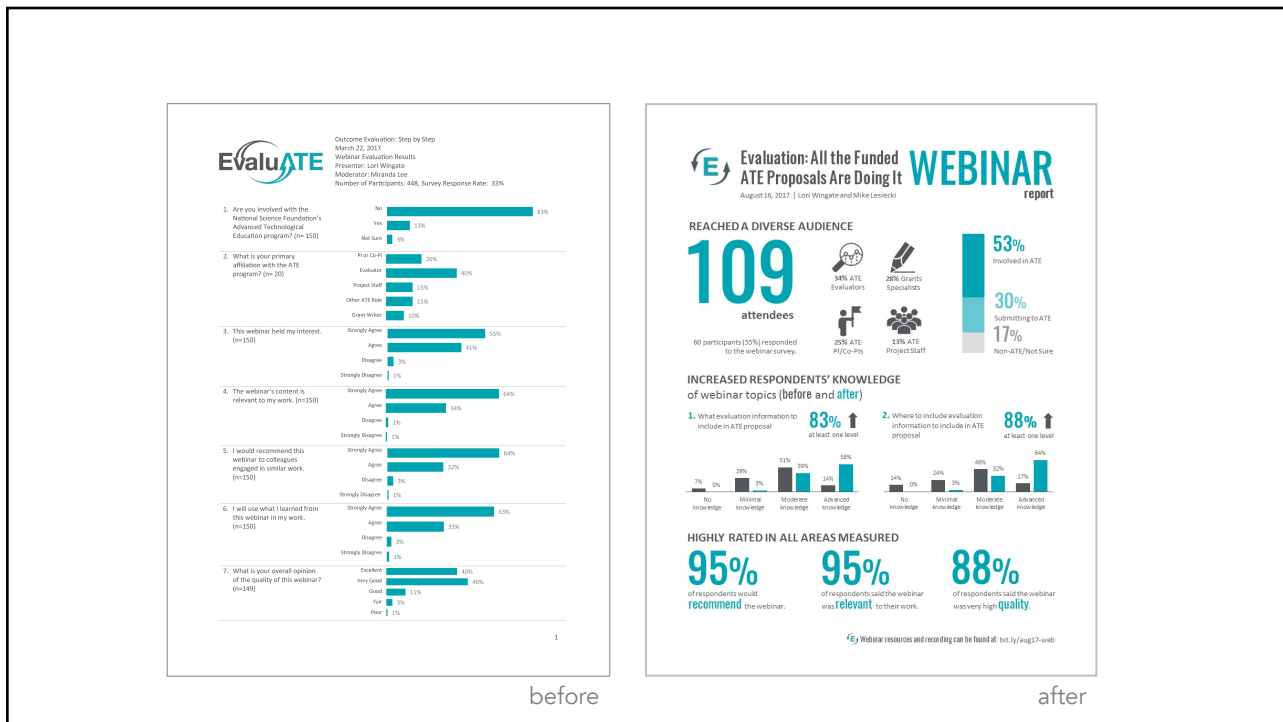 EvaluATE
Outcome Evaluation: Step by Step
March 22, 2017
Webinar Evaluation Results
Presenter: Lori Wingate
Moderator: Miranda Lee
Number of Participants: 448, Survey Response Rate: 33%
1. Are you involved with the
National Science Foundation's
Advanced Technological
Education program? (n= 150)
No 83%
Yes 13%
Not Sure 3%
2. What is your primary
affiliation with the ATE
program? (n= 20)
PI or Co-PI 20%
Evaluator 40%
Project Staff 15%
Other ATE Role 15%
Grant Writer 10%
3. This webinar held my interest.
(n=150)
Strongly Agree 55%
Agree 41%
Disagree 3%
Strongly Disagree 1%
4. The webinar's content is
relevant to my work. (n=150)
Strongly Agree 64%
Agree 34%
Disagree 1%
Strongly Disagree 1%
5. I would recommend this
webinar to colleagues
engaged in similar work.
(n=150)
Strongly Agree 64%
Agree 32%
Disagree 3%
Strongly Disagree 1%
6. I will use what I learned from
this webinar in my work.
(n=150)
Strongly Agree 63%
Agree 33%
Disagree 3%
Strongly Disagree 1%
7. What is your overall opinion
of the quality of this webinar?
(n=149)
Excellent 40%
Very Good 46%
Good 11%
Fair 3%
Poor 1%
1
before
E
Evaluation: All the Funded
ATE Proposals Are Doing It
WEBINAR
report
August 16, 2017 | Lori Wingate and Mike Lesiecki
REACHED A DIVERSE AUDIENCE
109
attendees
60 participants (55%) responded
to the webinar survey.
34% ATE
Evaluators
28% Grants
Specialists
25% ATE
PI/Co-PIs
13% ATE
Project Staff
53%
Involved in ATE
30%
Submitting to ATE
17%
Non-ATE/Not Sure
INCREASED RESPONDENTS' KNOWLEDGE
of webinar topics (before and after)
1. What evaluation information to
include in ATE proposal
83%
at least one level
7% 0% 29% 3% 51% 39% 14% 58%
No
knowledge
Minimal
knowledge
Moderate
knowledge
Advanced
knowledge
2. Where to include evaluation
information to include in ATE
proposal
88%
at least one level
14% 0% 24% 3% 46% 32% 17% 64%
No
knowledge
Minimal
knowledge
Moderate
knowledge
Advanced
knowledge
HIGHLY RATED IN ALL AREAS MEASURED
95%
of respondents would
recommend the webinar.
95%
of respondents said the webinar
was relevant to their work.
88%
of respondents said the webinar
was very high quality.
E Webinar resources and recording can be found at: bit.ly/aug17-web
after